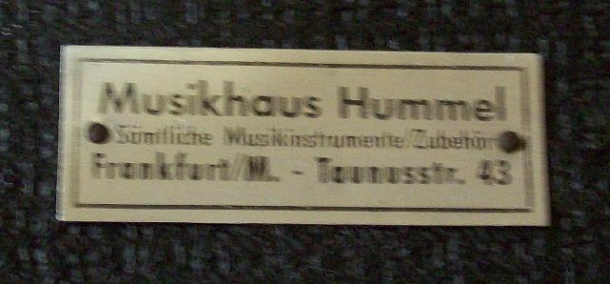 Musikhaus Hummel
Sämtliche Musikinstrumente/Zubehör
Frankfurt/M. - Taunusstr. 43